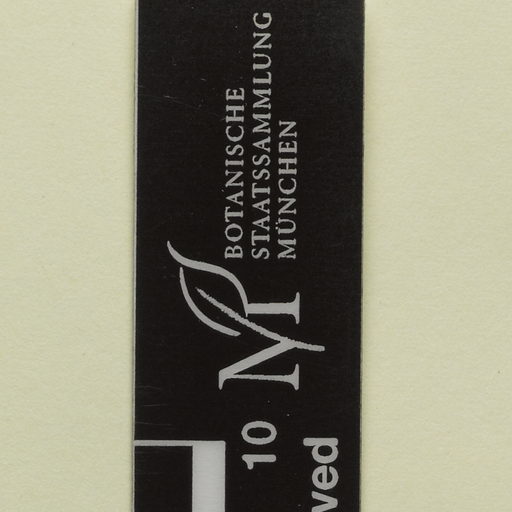 BOTANISCHE
STAATSSAMMLUNG
MÜNCHEN
M
10
ved